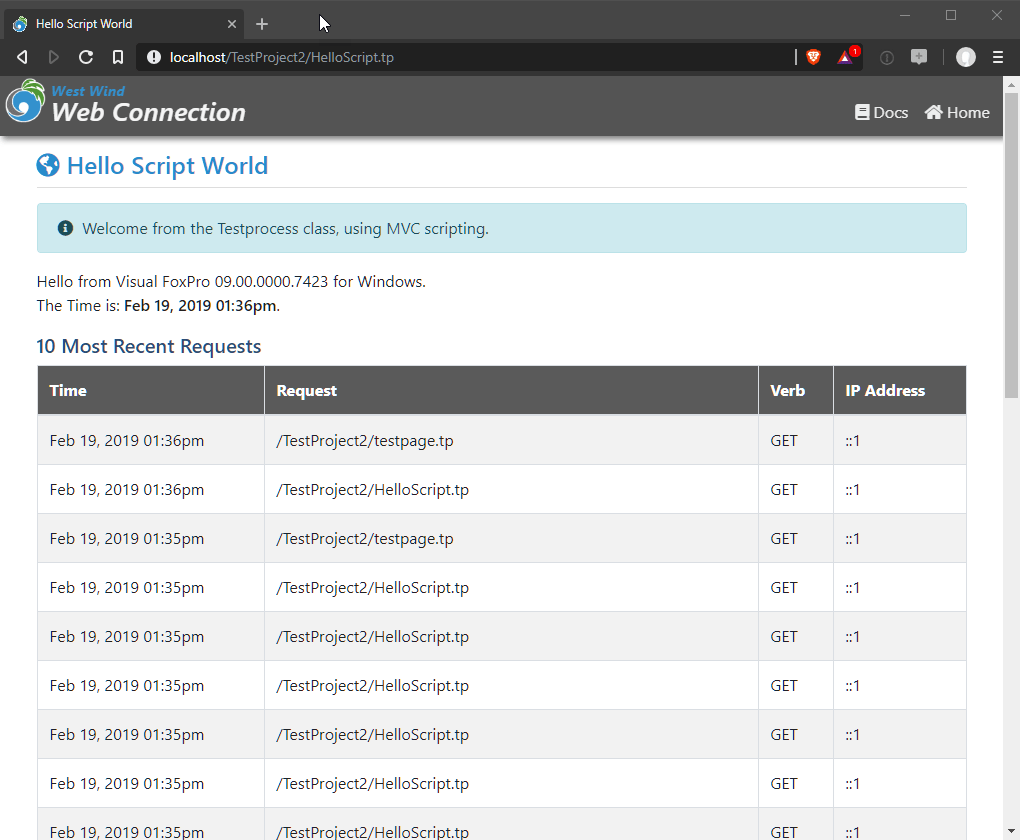 Hello Script World
localhost/TestProject2/HelloScript.tp
1
West Wind
Web Connection
Docs
Home
Hello Script World
Welcome from the Testprocess class, using MVC scripting.
Hello from Visual FoxPro 09.00.0000.7423 for Windows.
The Time is: Feb 19, 2019 01:36pm.
10 Most Recent Requests
Time Request Verb IP Address
Feb 19, 2019 01:36pm /TestProject2/testpage.tp GET ::1
Feb 19, 2019 01:36pm /TestProject2/HelloScript.tp GET ::1
Feb 19, 2019 01:35pm /TestProject2/testpage.tp GET ::1
Feb 19, 2019 01:35pm /TestProject2/HelloScript.tp GET ::1
Feb 19, 2019 01:35pm /TestProject2/HelloScript.tp GET ::1
Feb 19, 2019 01:35pm /TestProject2/HelloScript.tp GET ::1
Feb 19, 2019 01:35pm /TestProject2/HelloScript.tp GET ::1
Feb 19, 2019 01:35pm /TestProject2/HelloScript.tp GET ::1
Feb 19, 2019 01:35pm /TestProject2/HelloScript.tp GET ::1